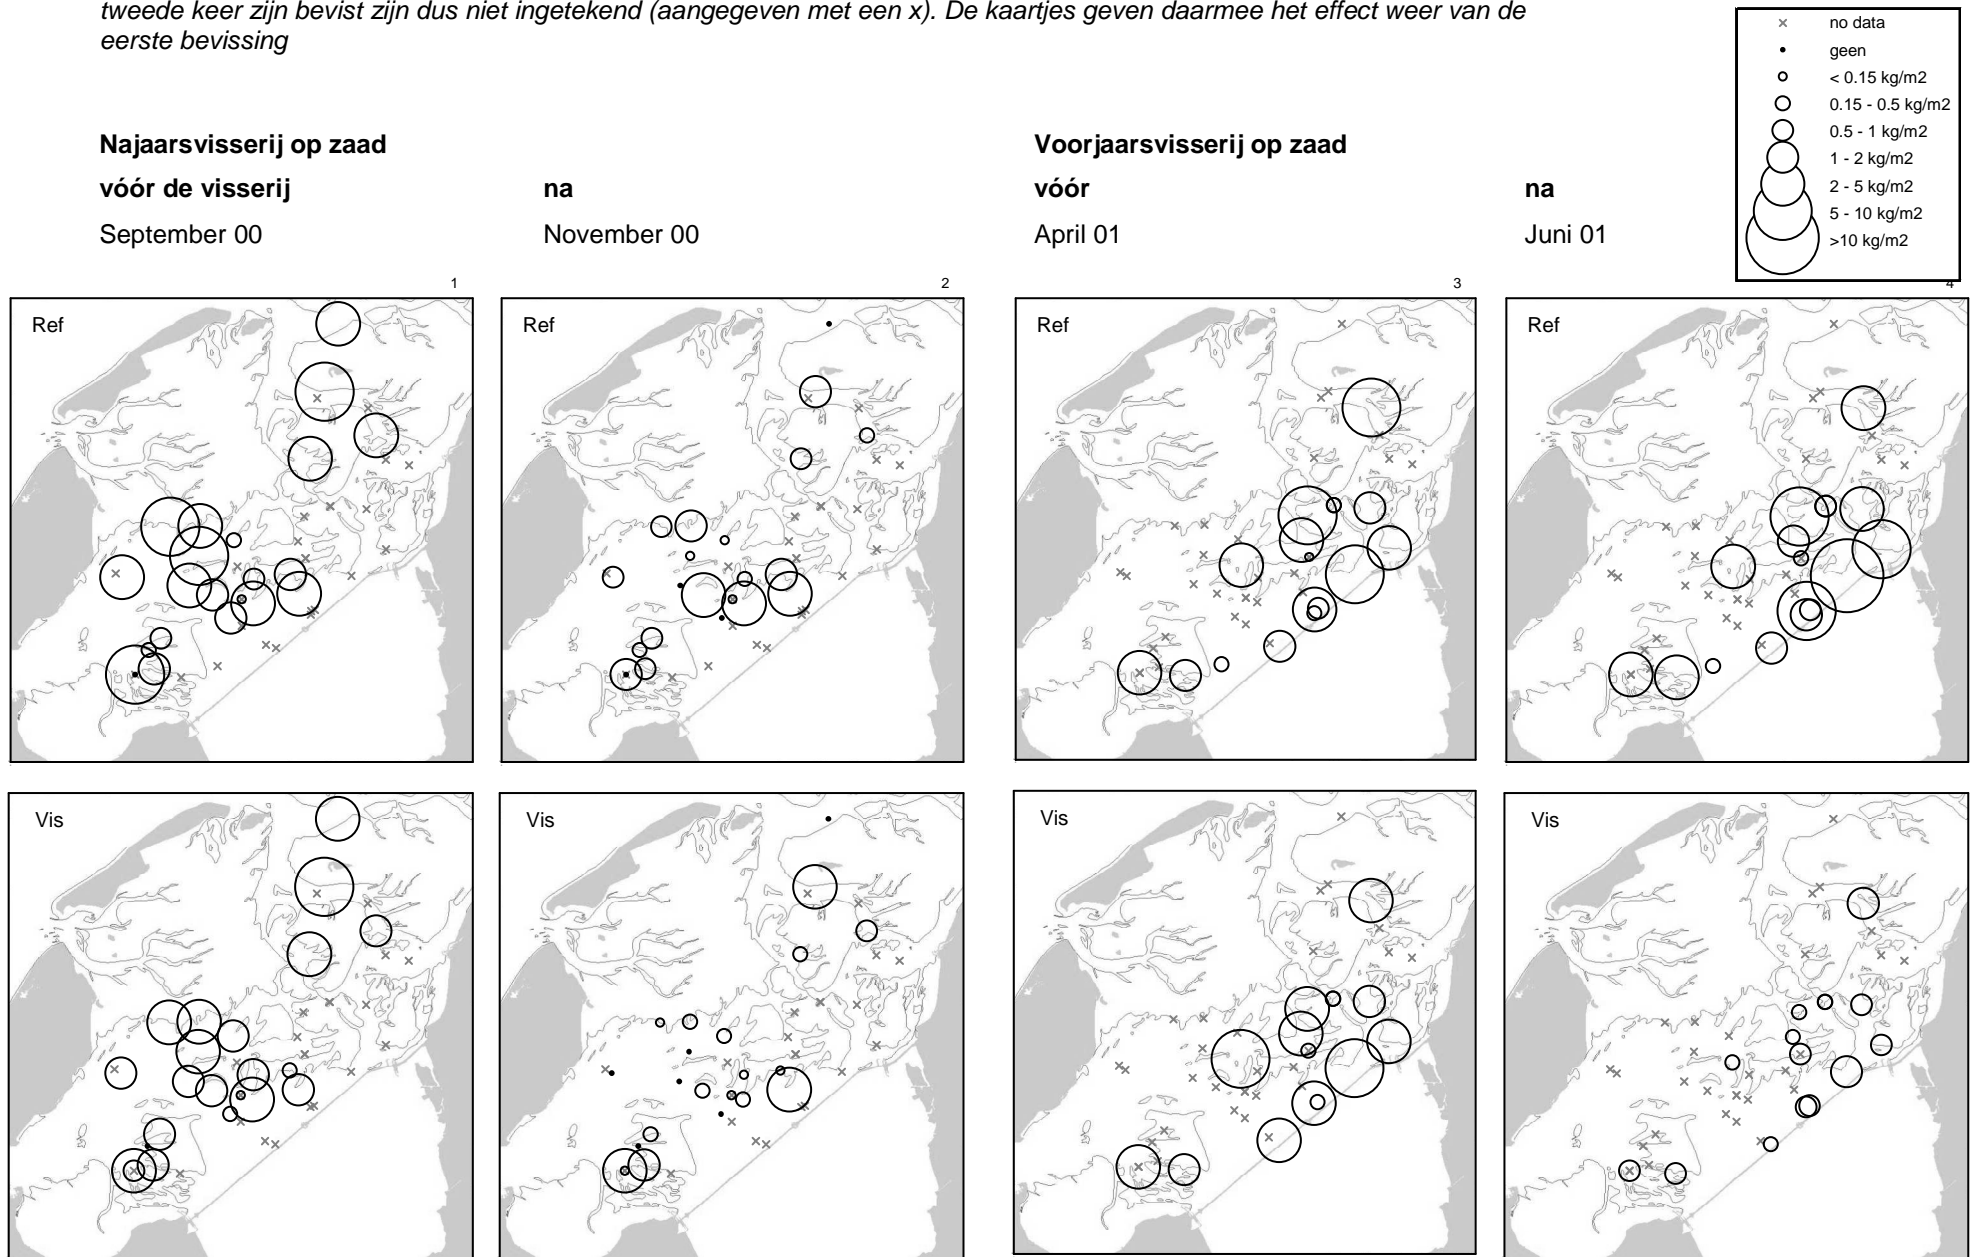 tweede keer zijn bevist zijn dus niet ingetekend (aangegeven met een x). De kaartjes geven daarmee het effect weer van de
eerste bevissing
no data
geen
< 0.15 kg/m2
0.15 - 0.5 kg/m2
0.5 - 1 kg/m2
1 - 2 kg/m2
2 - 5 kg/m2
5 - 10 kg/m2
>10 kg/m2
Najaarsvisserij op zaad
Voorjaarsvisserij op zaad
vóór de visserij
na
vóór
na
September 00
November 00
April 01
Juni 01
1
2
3
4
Ref
Ref
Ref
Ref
Vis
Vis
Vis
Vis